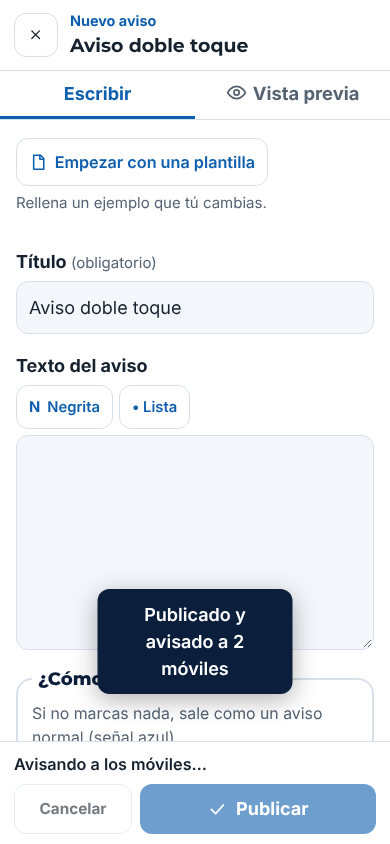 Nuevo aviso
Aviso doble toque
Escribir
Vista previa
Empezar con una plantilla
Rellena un ejemplo que tú cambias.
Título (obligatorio)
Aviso doble toque
Texto del aviso
N Negrita
• Lista
Publicado y
avisado a 2
móviles
¿Cómo
Si no marcas nada, sale como un aviso
normal (señal azul)
Avisando a los móviles...
Cancelar
Publicar